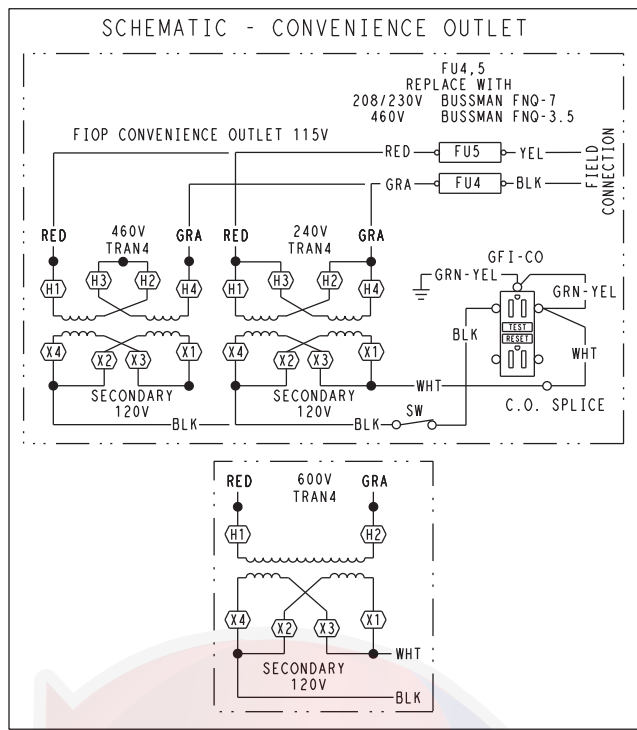 SCHEMATIC - CONVENIENCE OUTLET
FU4,5
REPLACE WITH
208/230V BUSSMAN FNQ-7
460V BUSSMAN FNQ-3.5
FIOP CONVENIENCE OUTLET 115V
RED FU5 YEL
GRA FU4 BLK
FIELD
CONNECTION
RED 460V GRA RED 240V GRA
TRAN4 TRAN4
H1 H3 H2 H4 H1 H3 H2 H4
GFI-CO
GRN-YEL
GRN-YEL
BLK
TEST
RESET
WHT
X4 X2 X3 X1 X4 X2 X3 X1
SECONDARY
120V
SECONDARY
120V
WHT
C.O. SPLICE
BLK
BLK
SW
RED 600V GRA
TRAN4
H1 H2
X4 X2 X3 X1
WHT
SECONDARY
120V
BLK